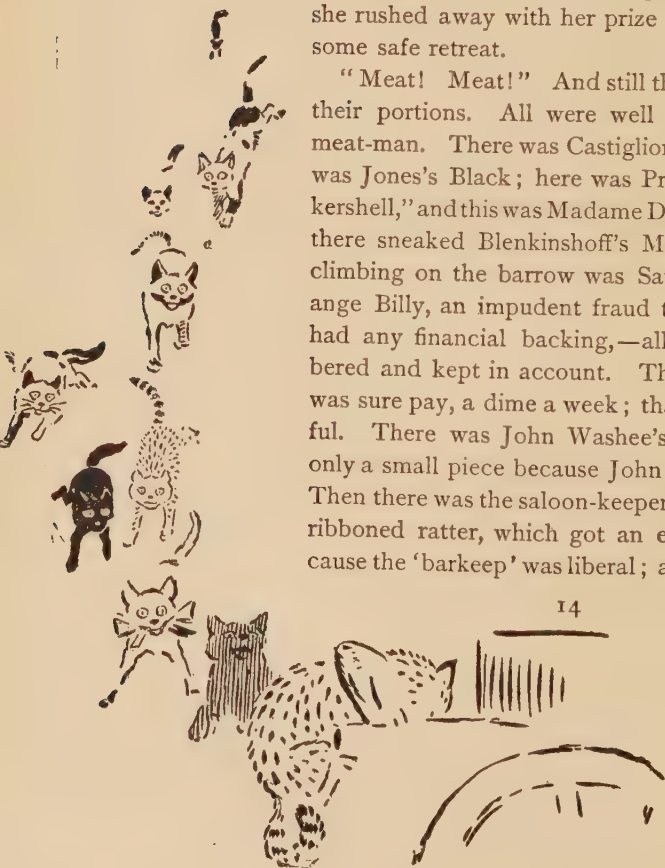 she rushed away with her prize
some safe retreat.
“Meat! Meat!” And still th
their portions. All were well
meat-man. There was Castiglion
was Jones's Black; here was Pr
kershell,” and this was Madame D
there sneaked Blenkinshoff's M
climbing on the barrow was Sa
ange Billy, an impudent fraud t
had any financial backing,—all
bered and kept in account. Th
was sure pay, a dime a week; tha
ful. There was John Washee's
only a small piece because John
Then there was the saloon-keeper
ribboned ratter, which got an e
cause the ‘barkeep’ was liberal; a
14